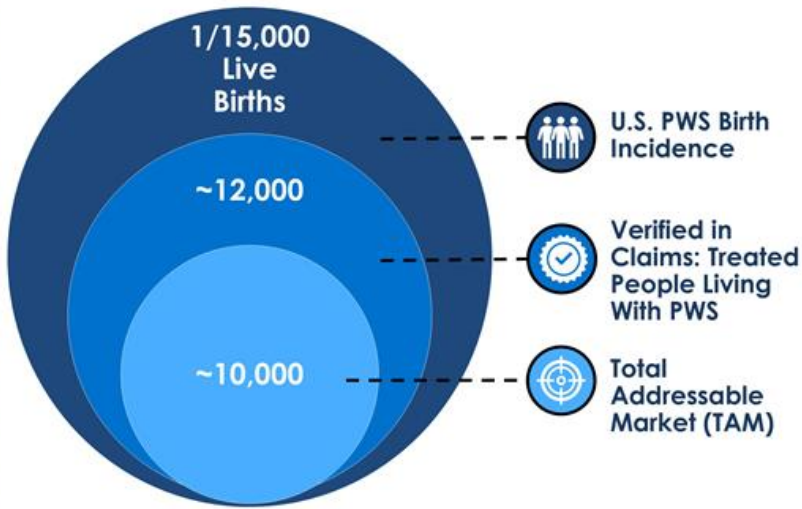 1/15,000
Live
Births
~12,000
~10,000
U.S. PWS Birth
Incidence
Verified in
Claims: Treated
People Living
With PWS
Total
Addressable
Market (TAM)